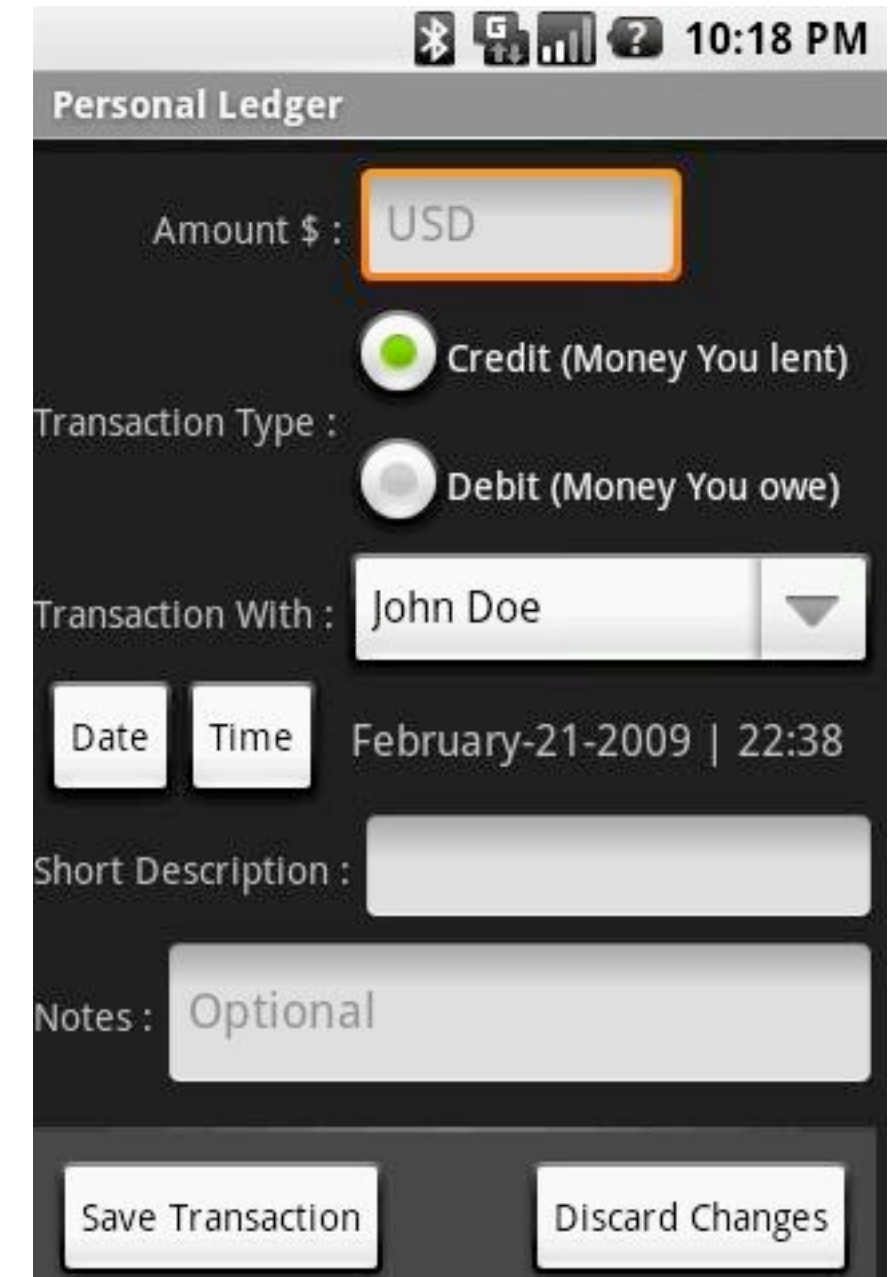 G ? 10:18 PM
Personal Ledger
Amount $ : USD
Credit (Money You lent)
Transaction Type :
Debit (Money You owe)
Transaction With : John Doe
Date Time February-21-2009 | 22:38
Short Description :
Notes : Optional
Save Transaction Discard Changes